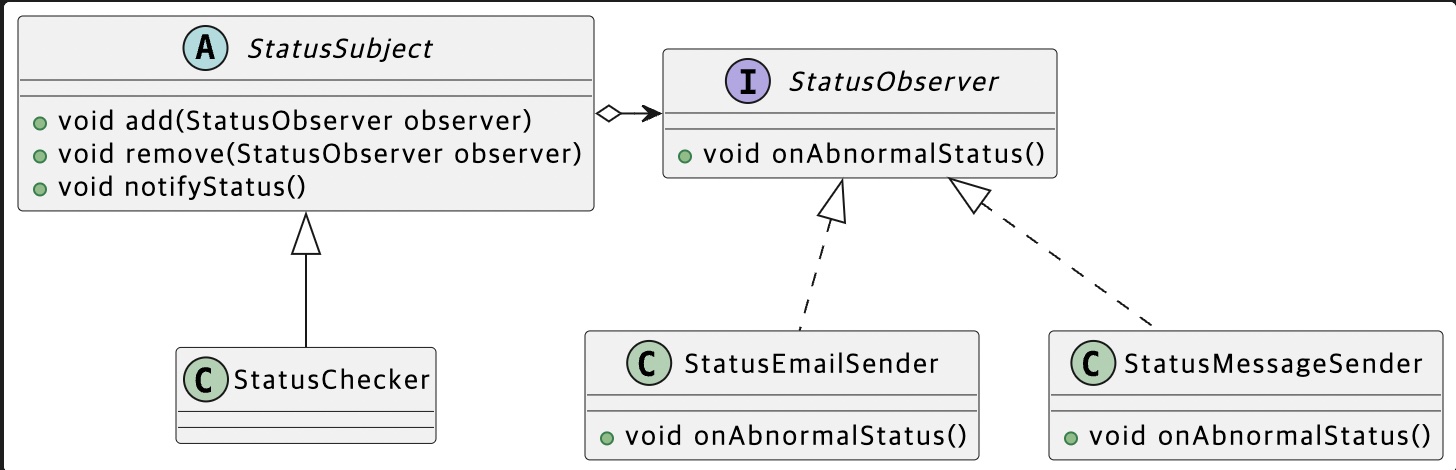 A StatusSubject
void add(StatusObserver observer)
void remove(StatusObserver observer)
void notifyStatus()
I StatusObserver
void onAbnormalStatus()
C StatusChecker
C StatusEmailSender
void onAbnormalStatus()
C StatusMessageSender
void onAbnormalStatus()